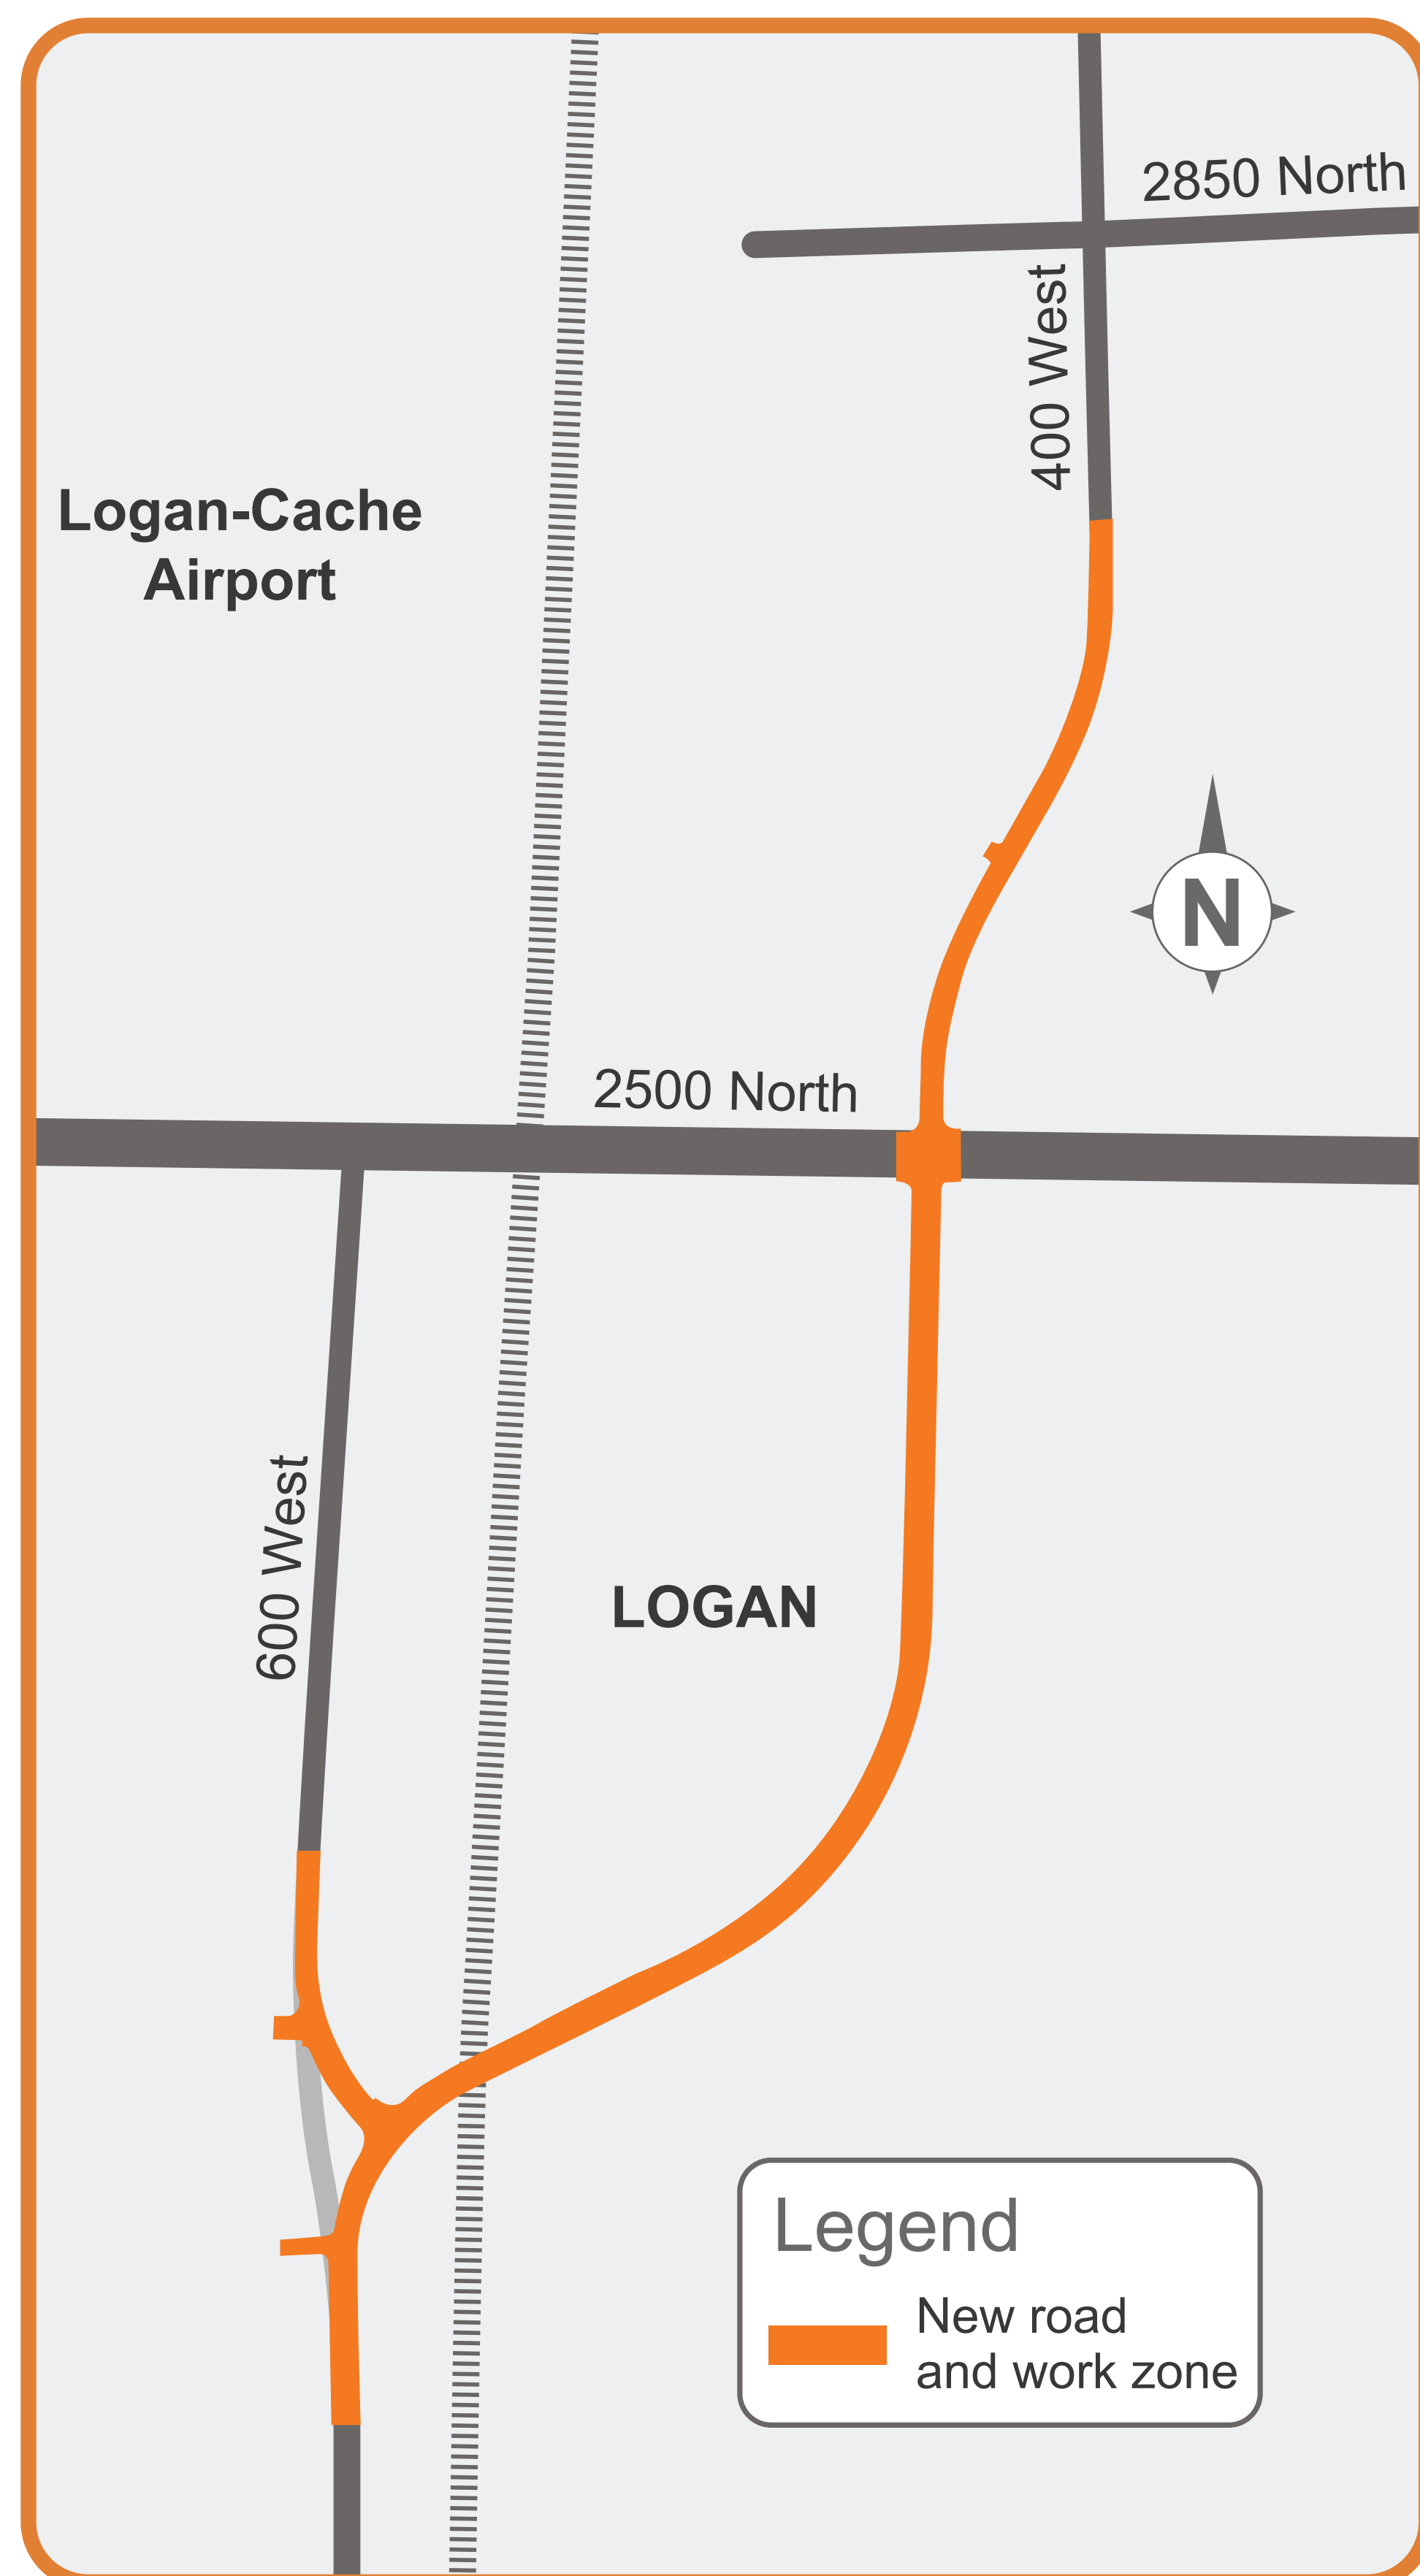 2850 North
400 West
Logan-Cache
Airport
N
2500 North
600 West
LOGAN
Legend
New road
and work zone